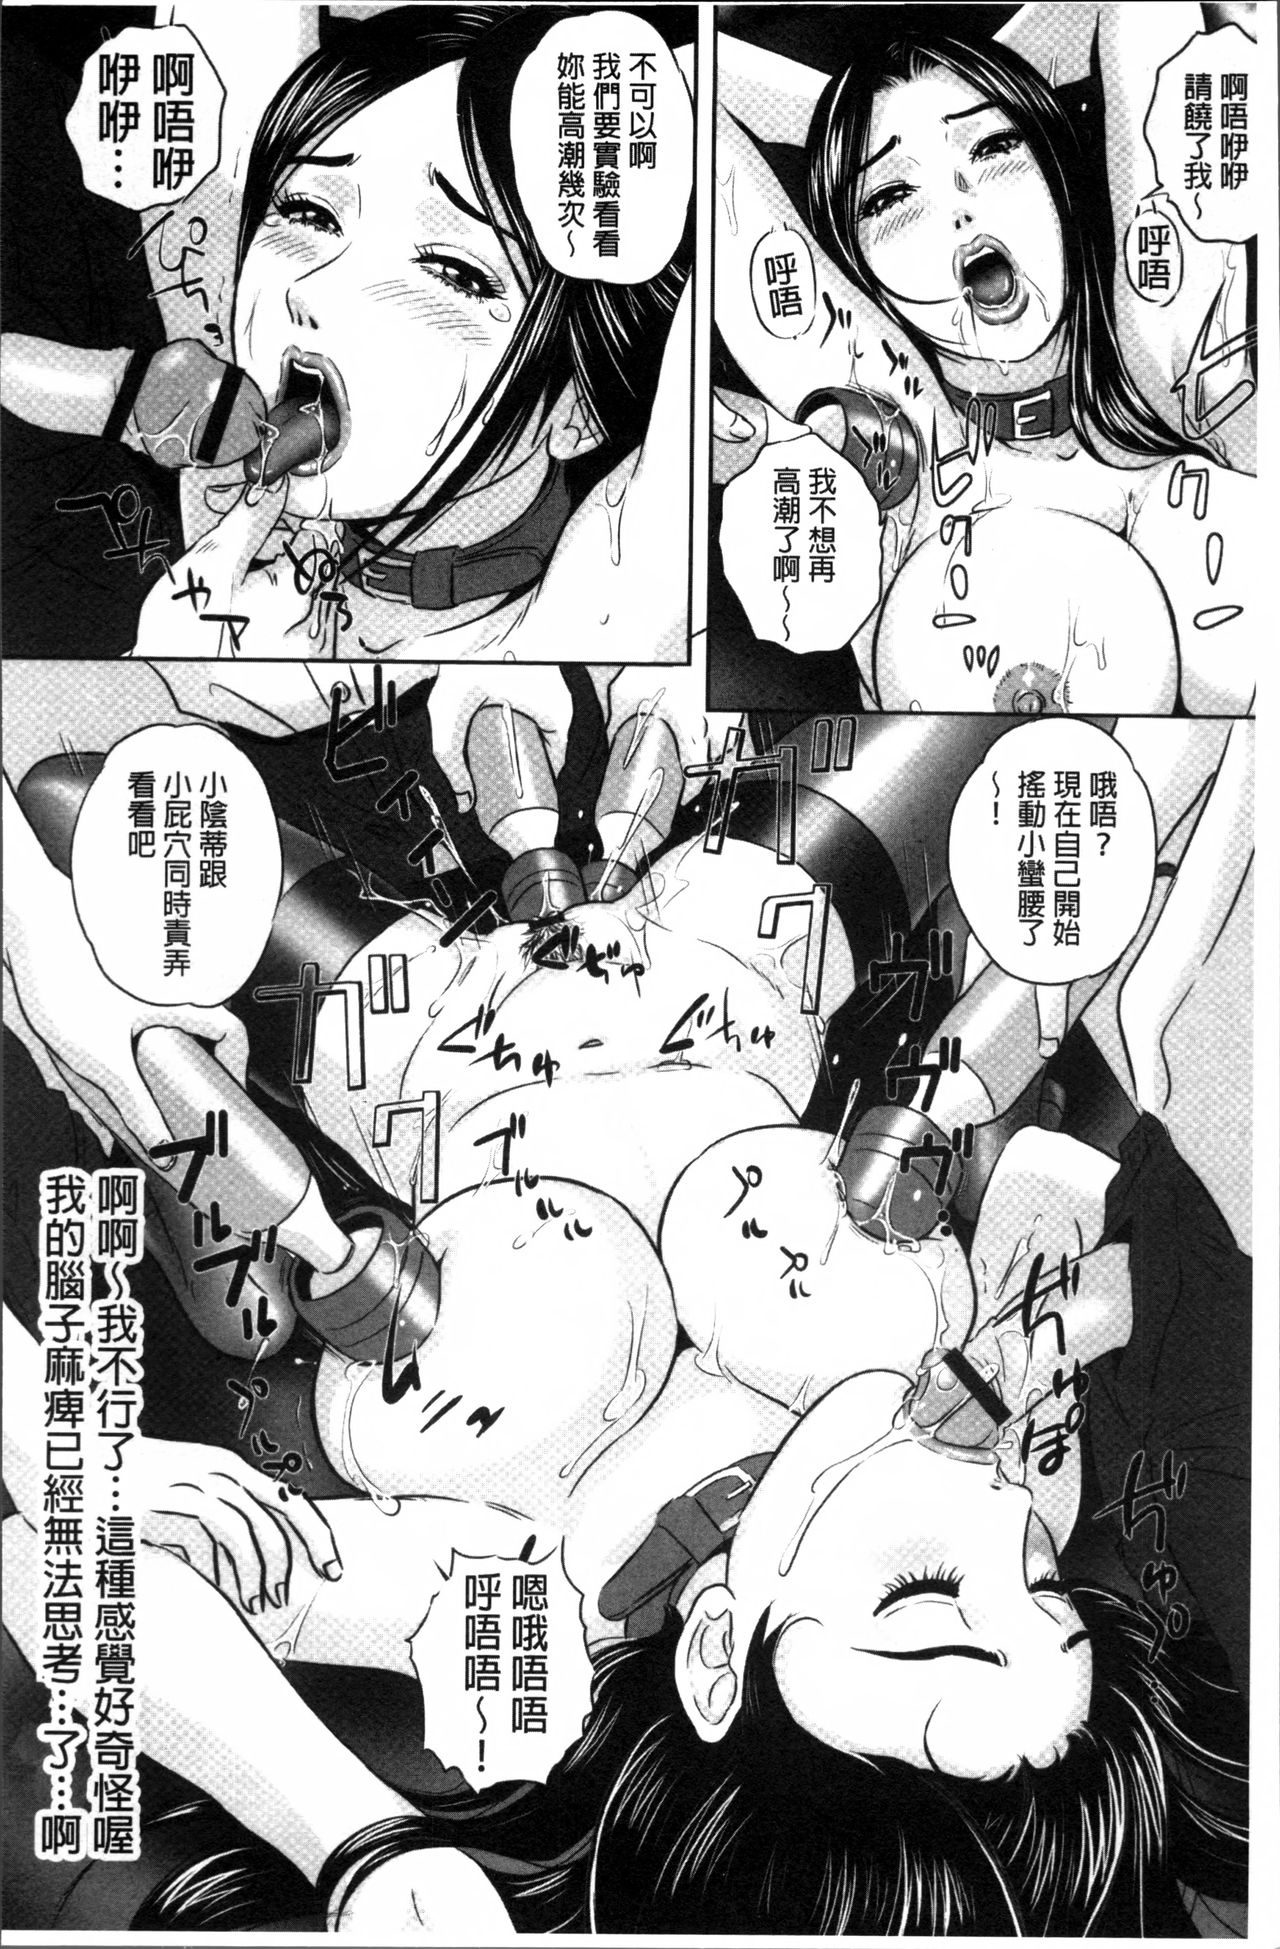 啊唔咿咿
請饒了我～
呼唔
呼唔
我不想再
高潮了啊～
不可以啊
我們要實驗看看
妳能高潮幾次～
啊唔咿
咿咿…
哦唔？
現在自己開始
搖動小蠻腰了
～！
小陰蒂跟
小屁穴同時責弄
看看吧
嗯哦唔唔
呼唔唔～！
啊啊～我不行了…這種感覺好奇怪喔
我的腦子麻痺已經無法思考…了…啊